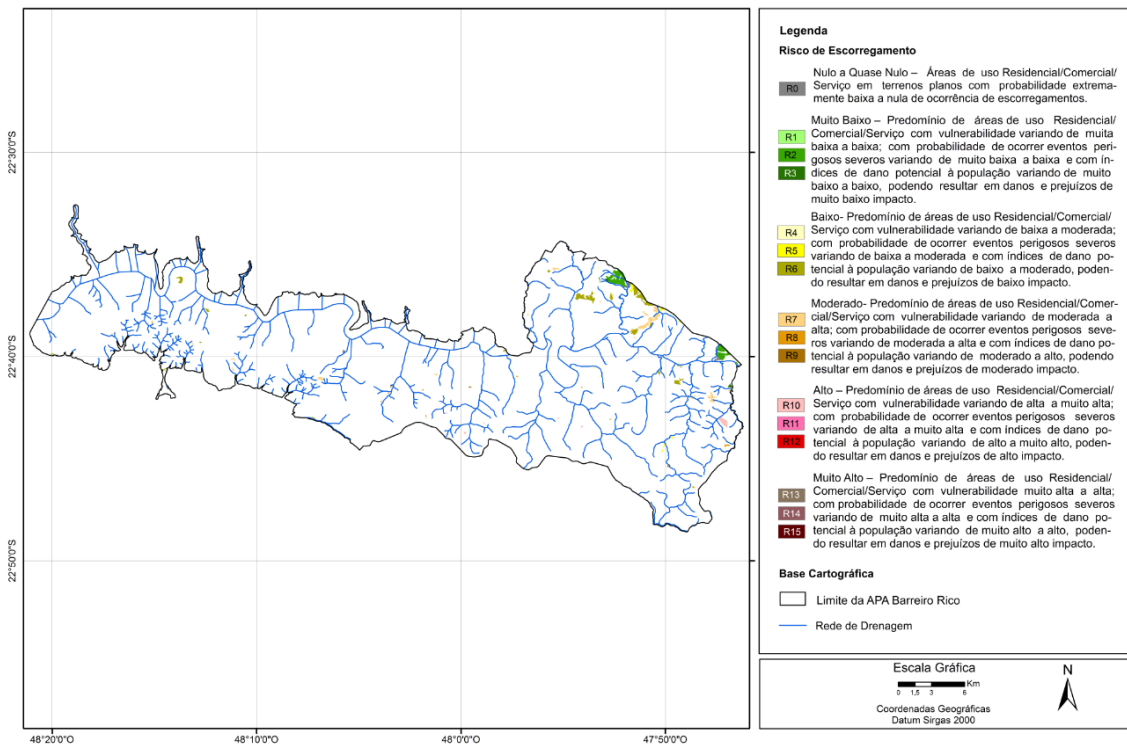 Legenda
Risco de Escorregamento
R0
Nulo a Quase Nulo – Áreas de uso Residencial/Comercial/
Serviço em terrenos planos com probabilidade extrema-
mente baixa a nula de ocorrência de escorregamentos.
R1
R2
R3
Muito Baixo – Predomínio de áreas de uso Residencial/
Comercial/Serviço com vulnerabilidade variando de muita
baixa a baixa; com probabilidade de ocorrer eventos peri-
gosos severos variando de muito baixa a baixa e com ín-
dices de dano potencial à população variando de muito
baixo a baixo, podendo resultar em danos e prejuízos de
muito baixo impacto.
R4
R5
R6
Baixo- Predomínio de áreas de uso Residencial/Comercial/
Serviço com vulnerabilidade variando de baixa a moderada;
com probabilidade de ocorrer eventos perigosos severos
variando de baixa a moderada e com índices de dano po-
tencial à população variando de baixo a moderado, poden-
do resultar em danos e prejuízos de baixo impacto.
R7
R8
R9
Moderado- Predomínio de áreas de uso Residencial/Comer-
cial/Serviço com vulnerabilidade variando de moderada a
alta; com probabilidade de ocorrer eventos perigosos seve-
ros variando de moderada a alta e com índices de dano po-
tencial à população variando de moderado a alto, podendo
resultar em danos e prejuízos de moderado impacto.
R10
R11
R12
Alto – Predomínio de áreas de uso Residencial/Comercial/
Serviço com vulnerabilidade variando de alta a muito alta;
com probabilidade de ocorrer eventos perigosos severos
variando de alta a muito alta e com índices de dano po-
tencial à população variando de alto a muito alto, poden-
do resultar em danos e prejuízos de alto impacto.
R13
R14
R15
Muito Alto – Predomínio de áreas de uso Residencial/
Comercial/Serviço com vulnerabilidade muito alta a alta;
com probabilidade de ocorrer eventos perigosos severos
variando de muito alta a alta e com índices de dano po-
tencial à população variando de muito alto a alto, poden-
do resultar em danos e prejuízos de muito alto impacto.
Base Cartográfica
Limite da APA Barreiro Rico
Rede de Drenagem
Escala Gráfica
Km
0 1,5 3 6
Coordenadas Geográficas
Datum Sirgas 2000
N
22°30'0"S
22°40'0"S
22°50'0"S
48°20'0"O
48°10'0"O
48°0'0"O
47°50'0"O